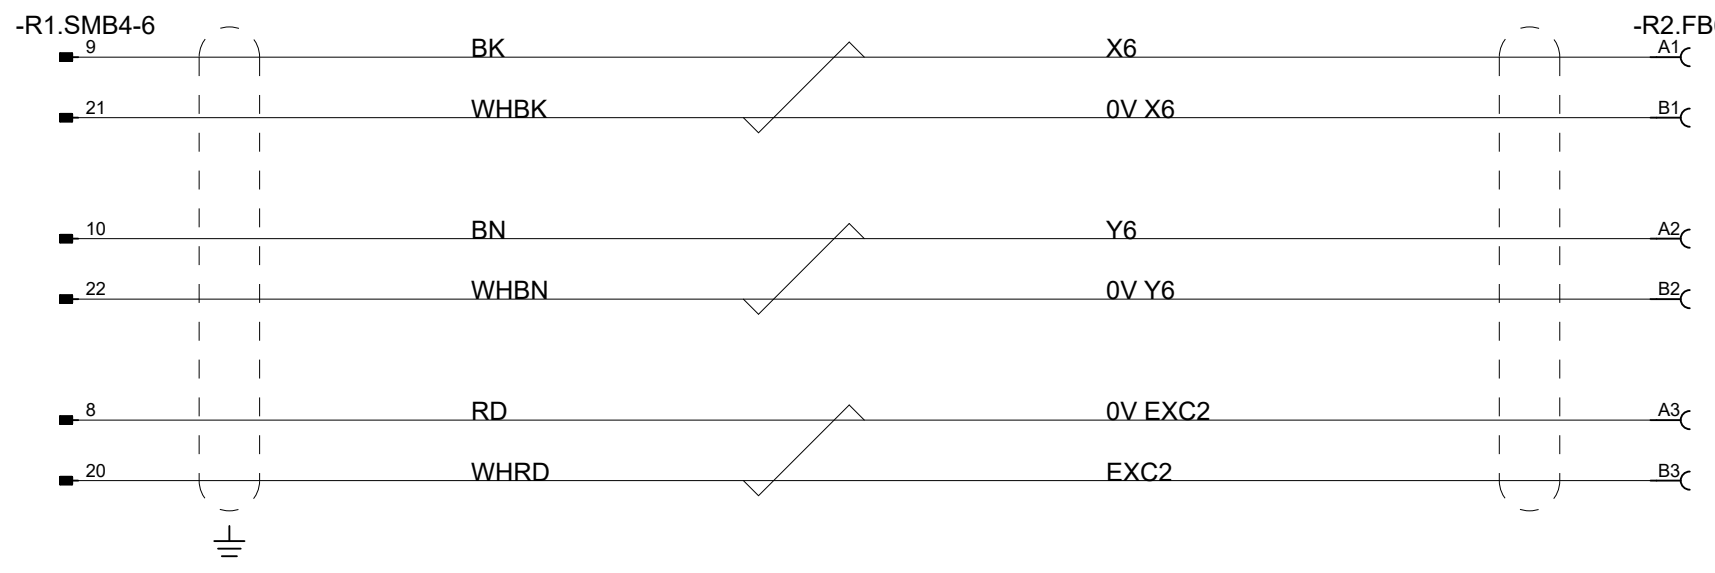 -R1.SMB4-6 -R2.FB
9 BK X6 A1
21 WHBK 0V X6 B1
10 BN Y6 A2
22 WHBN 0V Y6 B2
8 RD 0V EXC2 A3
20 WHRD EXC2 B3